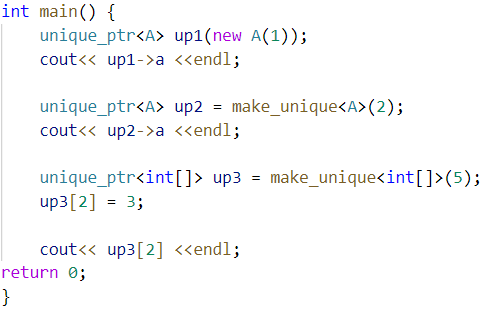 int main() {
    unique_ptr<A> up1(new A(1));
    cout<< up1->a <<endl;

    unique_ptr<A> up2 = make_unique<A>(2);
    cout<< up2->a <<endl;

    unique_ptr<int[]> up3 = make_unique<int[]>(5);
    up3[2] = 3;

    cout<< up3[2] <<endl;
return 0;
}